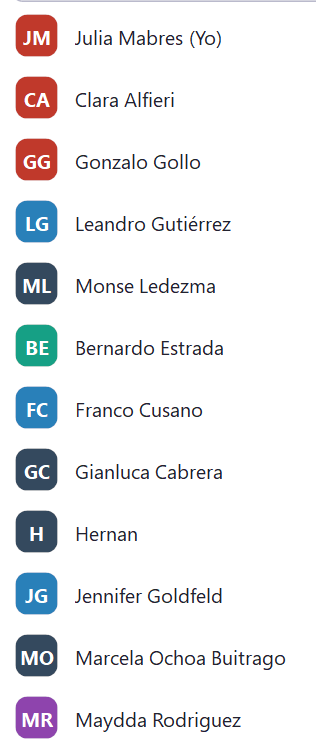 JM Julia Mabres (Yo)
CA Clara Alfieri
GG Gonzalo Gollo
LG Leandro Gutiérrez
ML Monse Ledezma
BE Bernardo Estrada
FC Franco Cusano
GC Gianluca Cabrera
H Hernan
JG Jennifer Goldfeld
MO Marcela Ochoa Buitrago
MR Maydda Rodriguez